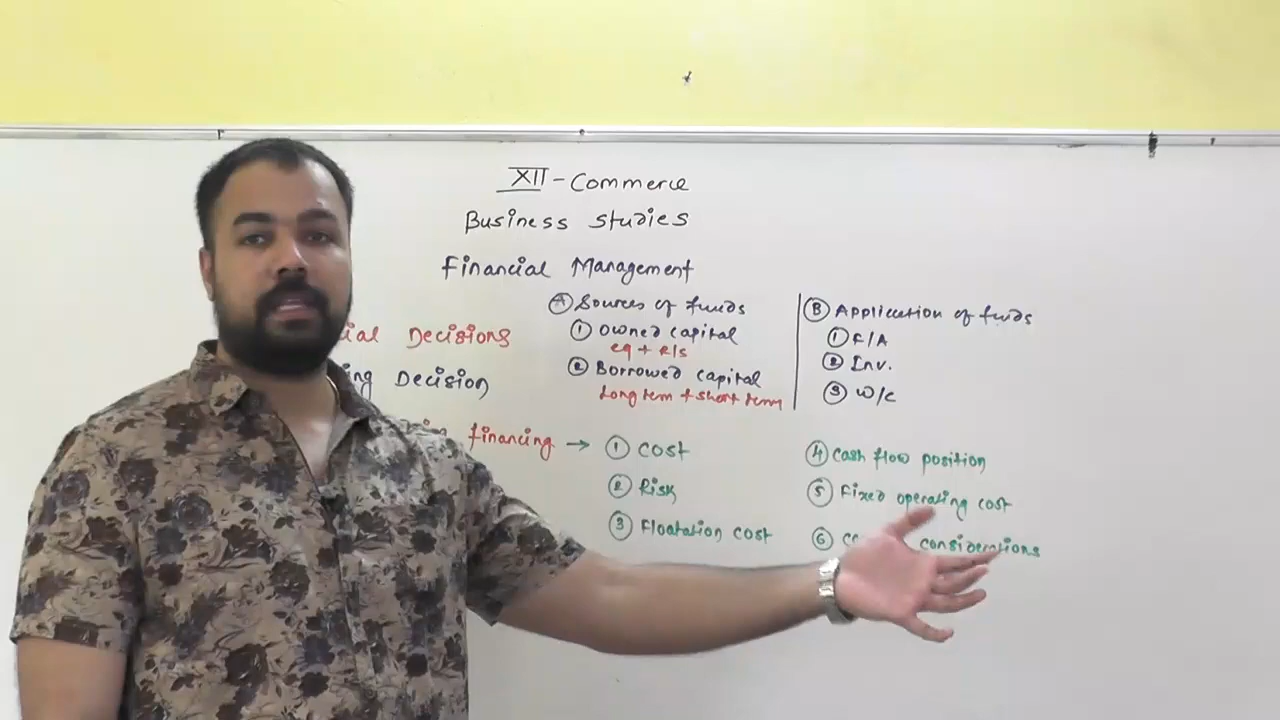 XII - Commerce
Business Studies
Financial Management
Ⓐ Sources of funds
① Owned capital
eq + R/S
② Borrowed capital
Long term + short term
Ⓑ Application of funds
① F/A
② Inv.
③ W/C
Decisions
Decision
financing →
① Cost
② Risk
③ Floatation cost
④ Cash flow position
⑤ Fixed operating cost
⑥ considerations